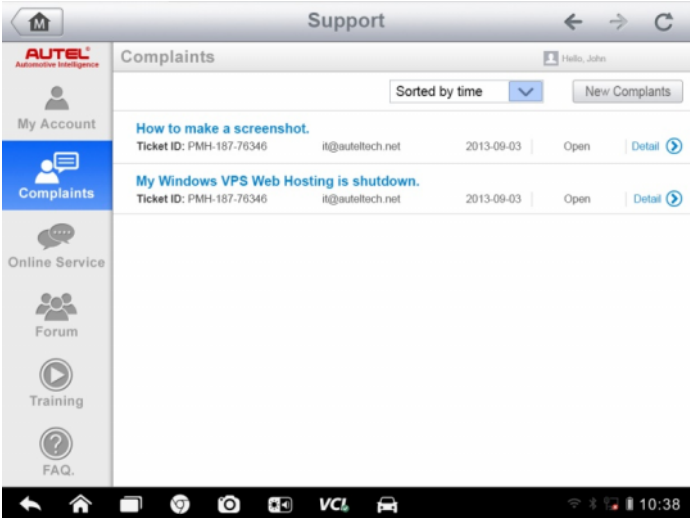 M
Support
AUTEL®
Automotive Intelligence
Complaints
Hello, John
Sorted by time
New Complants
My Account
How to make a screenshot.
Ticket ID: PMH-187-76346 it@auteltech.net 2013-09-03 Open Detail
Complaints
My Windows VPS Web Hosting is shutdown.
Ticket ID: PMH-187-76346 it@auteltech.net 2013-09-03 Open Detail
Online Service
Forum
Training
?
FAQ.
VCI 10:38